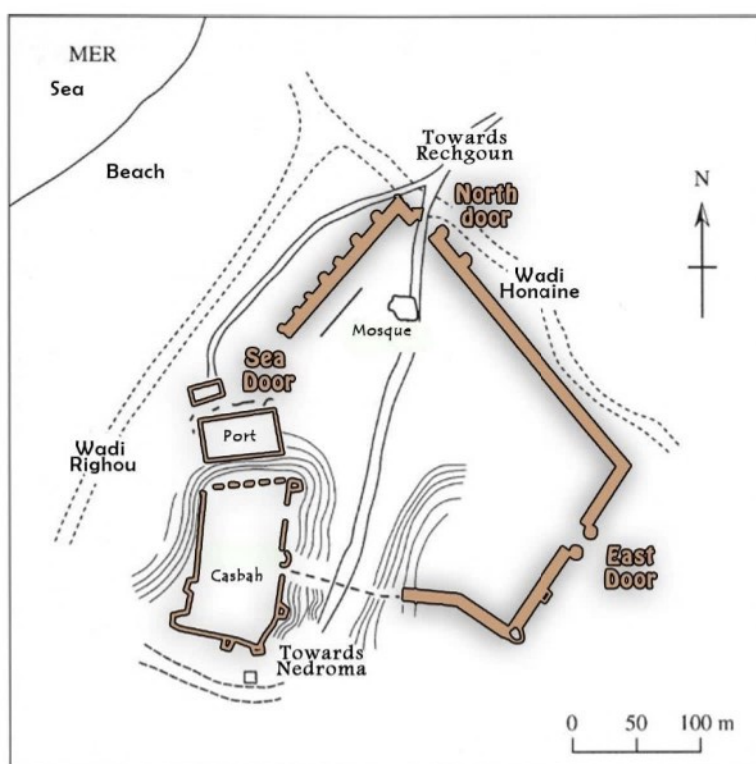 MER
Sea
Beach
Towards
Rechgoun
North
door
N
Wadi
Honaine
Mosque
Sea
Door
Port
Wadi
Righou
Casbah
East
Door
Towards
Nedroma
0 50 100 m